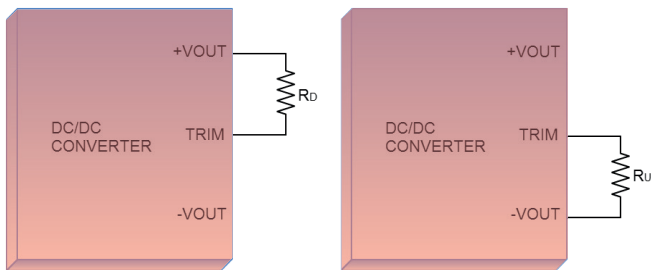 +VOUT
RD
DC/DC
CONVERTER
TRIM
-VOUT
+VOUT
DC/DC
CONVERTER
TRIM
RU
-VOUT